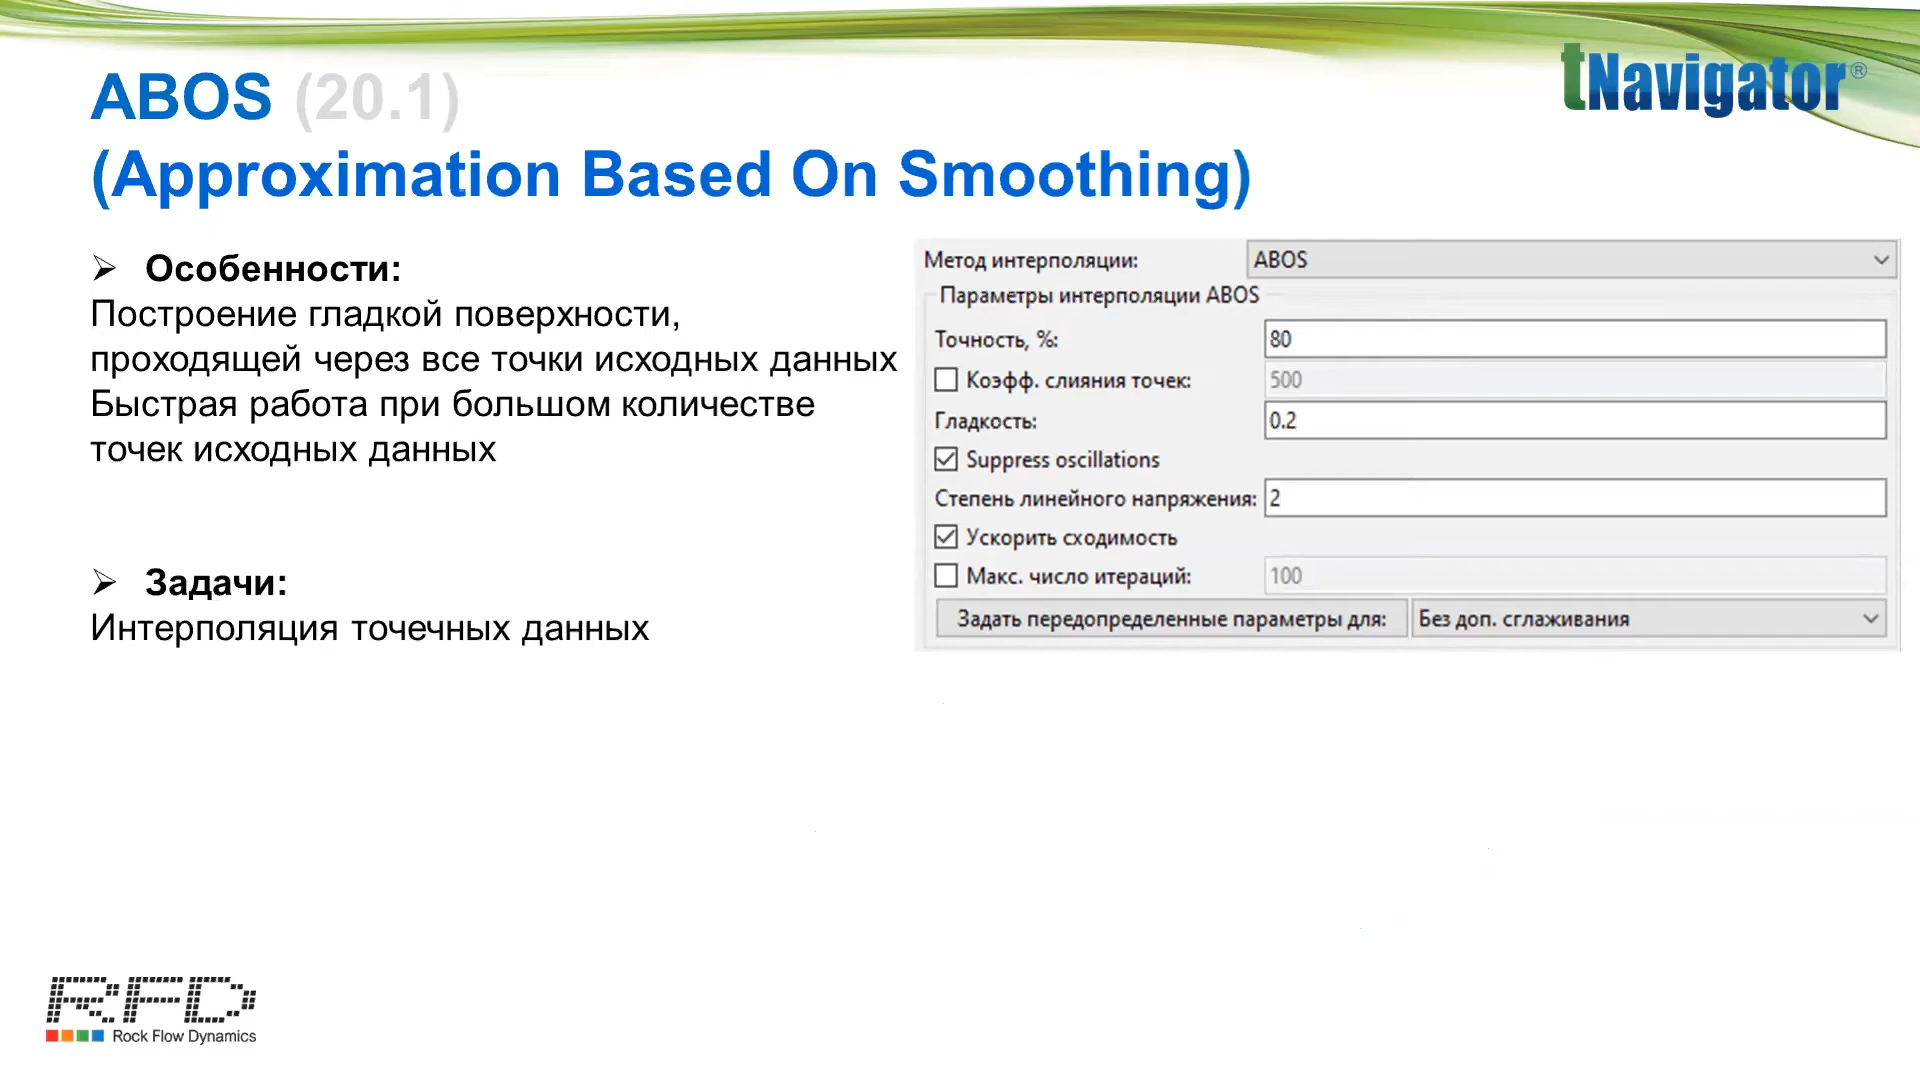 ABOS (20.1)
(Approximation Based On Smoothing)
tNavigator®
Особенности:
Построение гладкой поверхности,
проходящей через все точки исходных данных
Быстрая работа при большом количестве
точек исходных данных
Задачи:
Интерполяция точечных данных
Метод интерполяции: ABOS
Параметры интерполяции ABOS
Точность, %: 80
Коэфф. слияния точек: 500
Гладкость: 0.2
Suppress oscillations
Степень линейного напряжения: 2
Ускорить сходимость
Макс. число итераций: 100
Задать передопределенные параметры для: Без доп. сглаживания
RFD
Rock Flow Dynamics